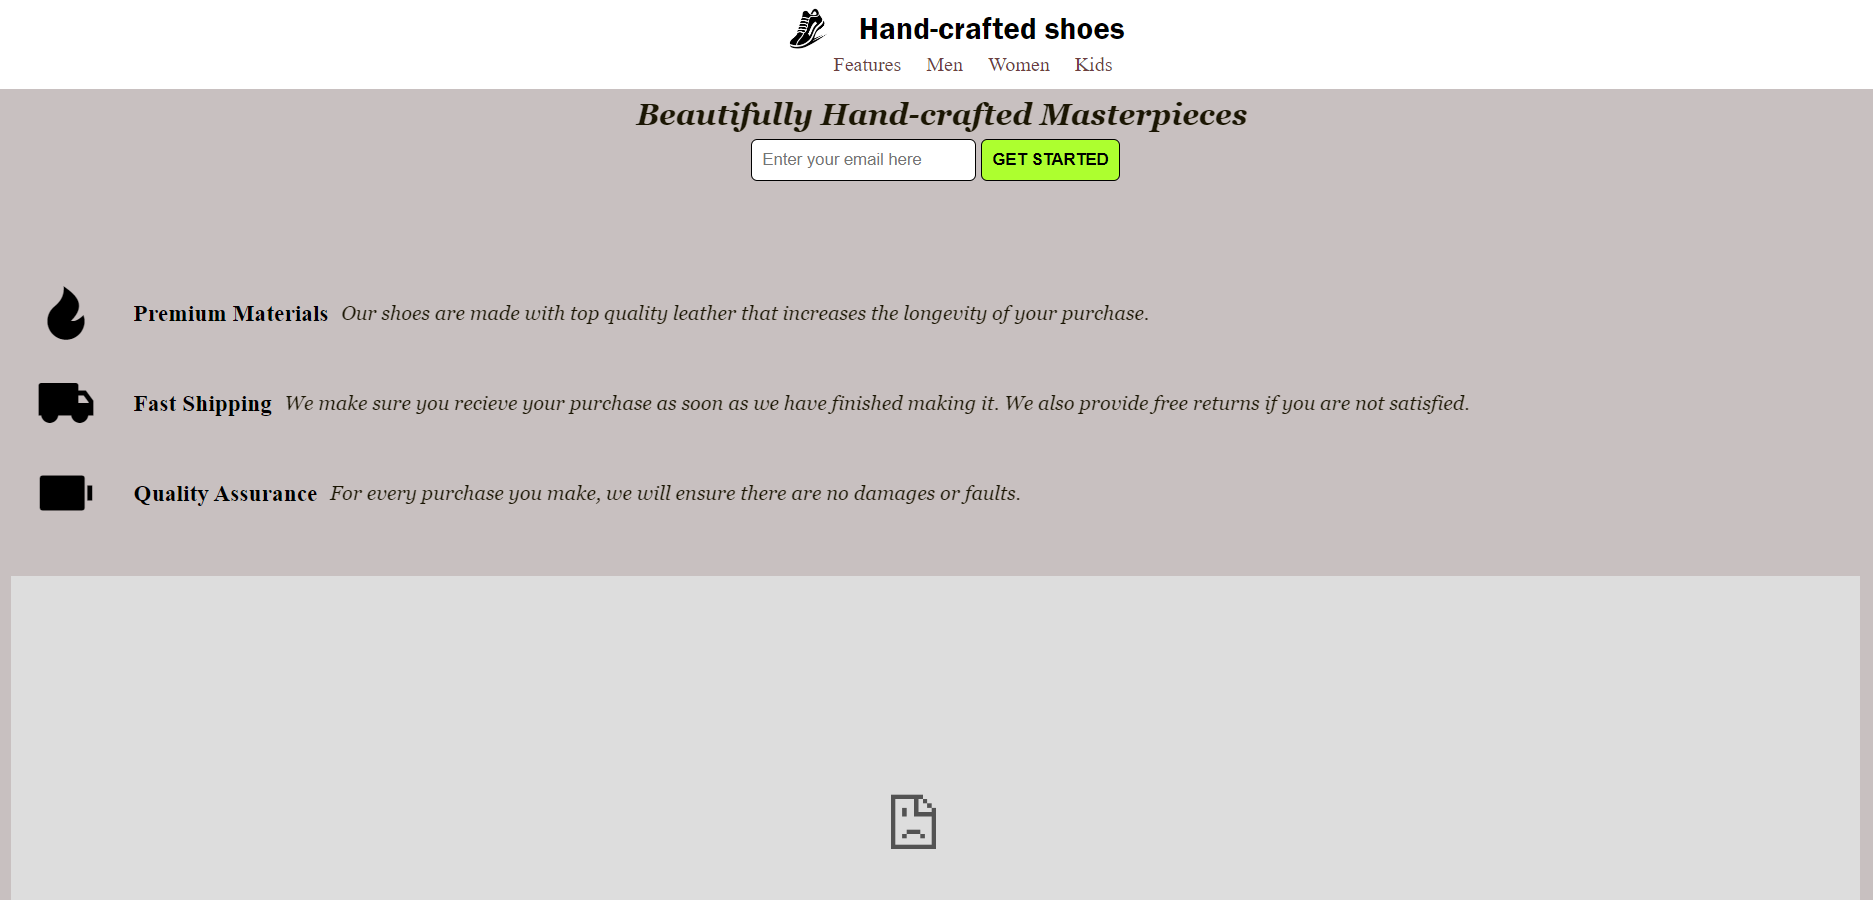 Hand-crafted shoes
Features Men Women Kids
Beautifully Hand-crafted Masterpieces
Enter your email here GET STARTED
Premium Materials Our shoes are made with top quality leather that increases the longevity of your purchase.
Fast Shipping We make sure you recieve your purchase as soon as we have finished making it. We also provide free returns if you are not satisfied.
Quality Assurance For every purchase you make, we will ensure there are no damages or faults.